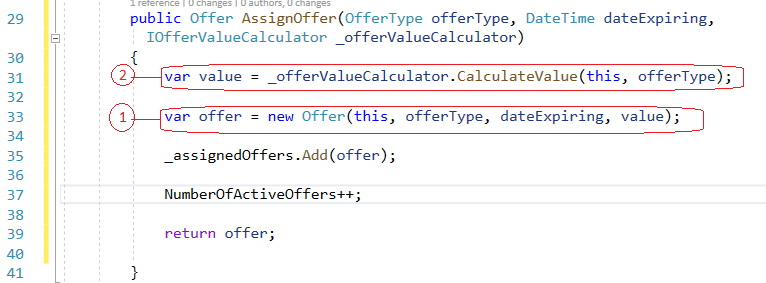 1 reference | 0 changes | 0 authors, 0 changes
29 public Offer AssignOffer(OfferType offerType, DateTime dateExpiring,
IOfferValueCalculator _offerValueCalculator)
30 {
31 2 var value = _offerValueCalculator.CalculateValue(this, offerType);
32
33 1 var offer = new Offer(this, offerType, dateExpiring, value);
34
35 _assignedOffers.Add(offer);
36
37 NumberOfActiveOffers++;
38
39 return offer;
40
41 }